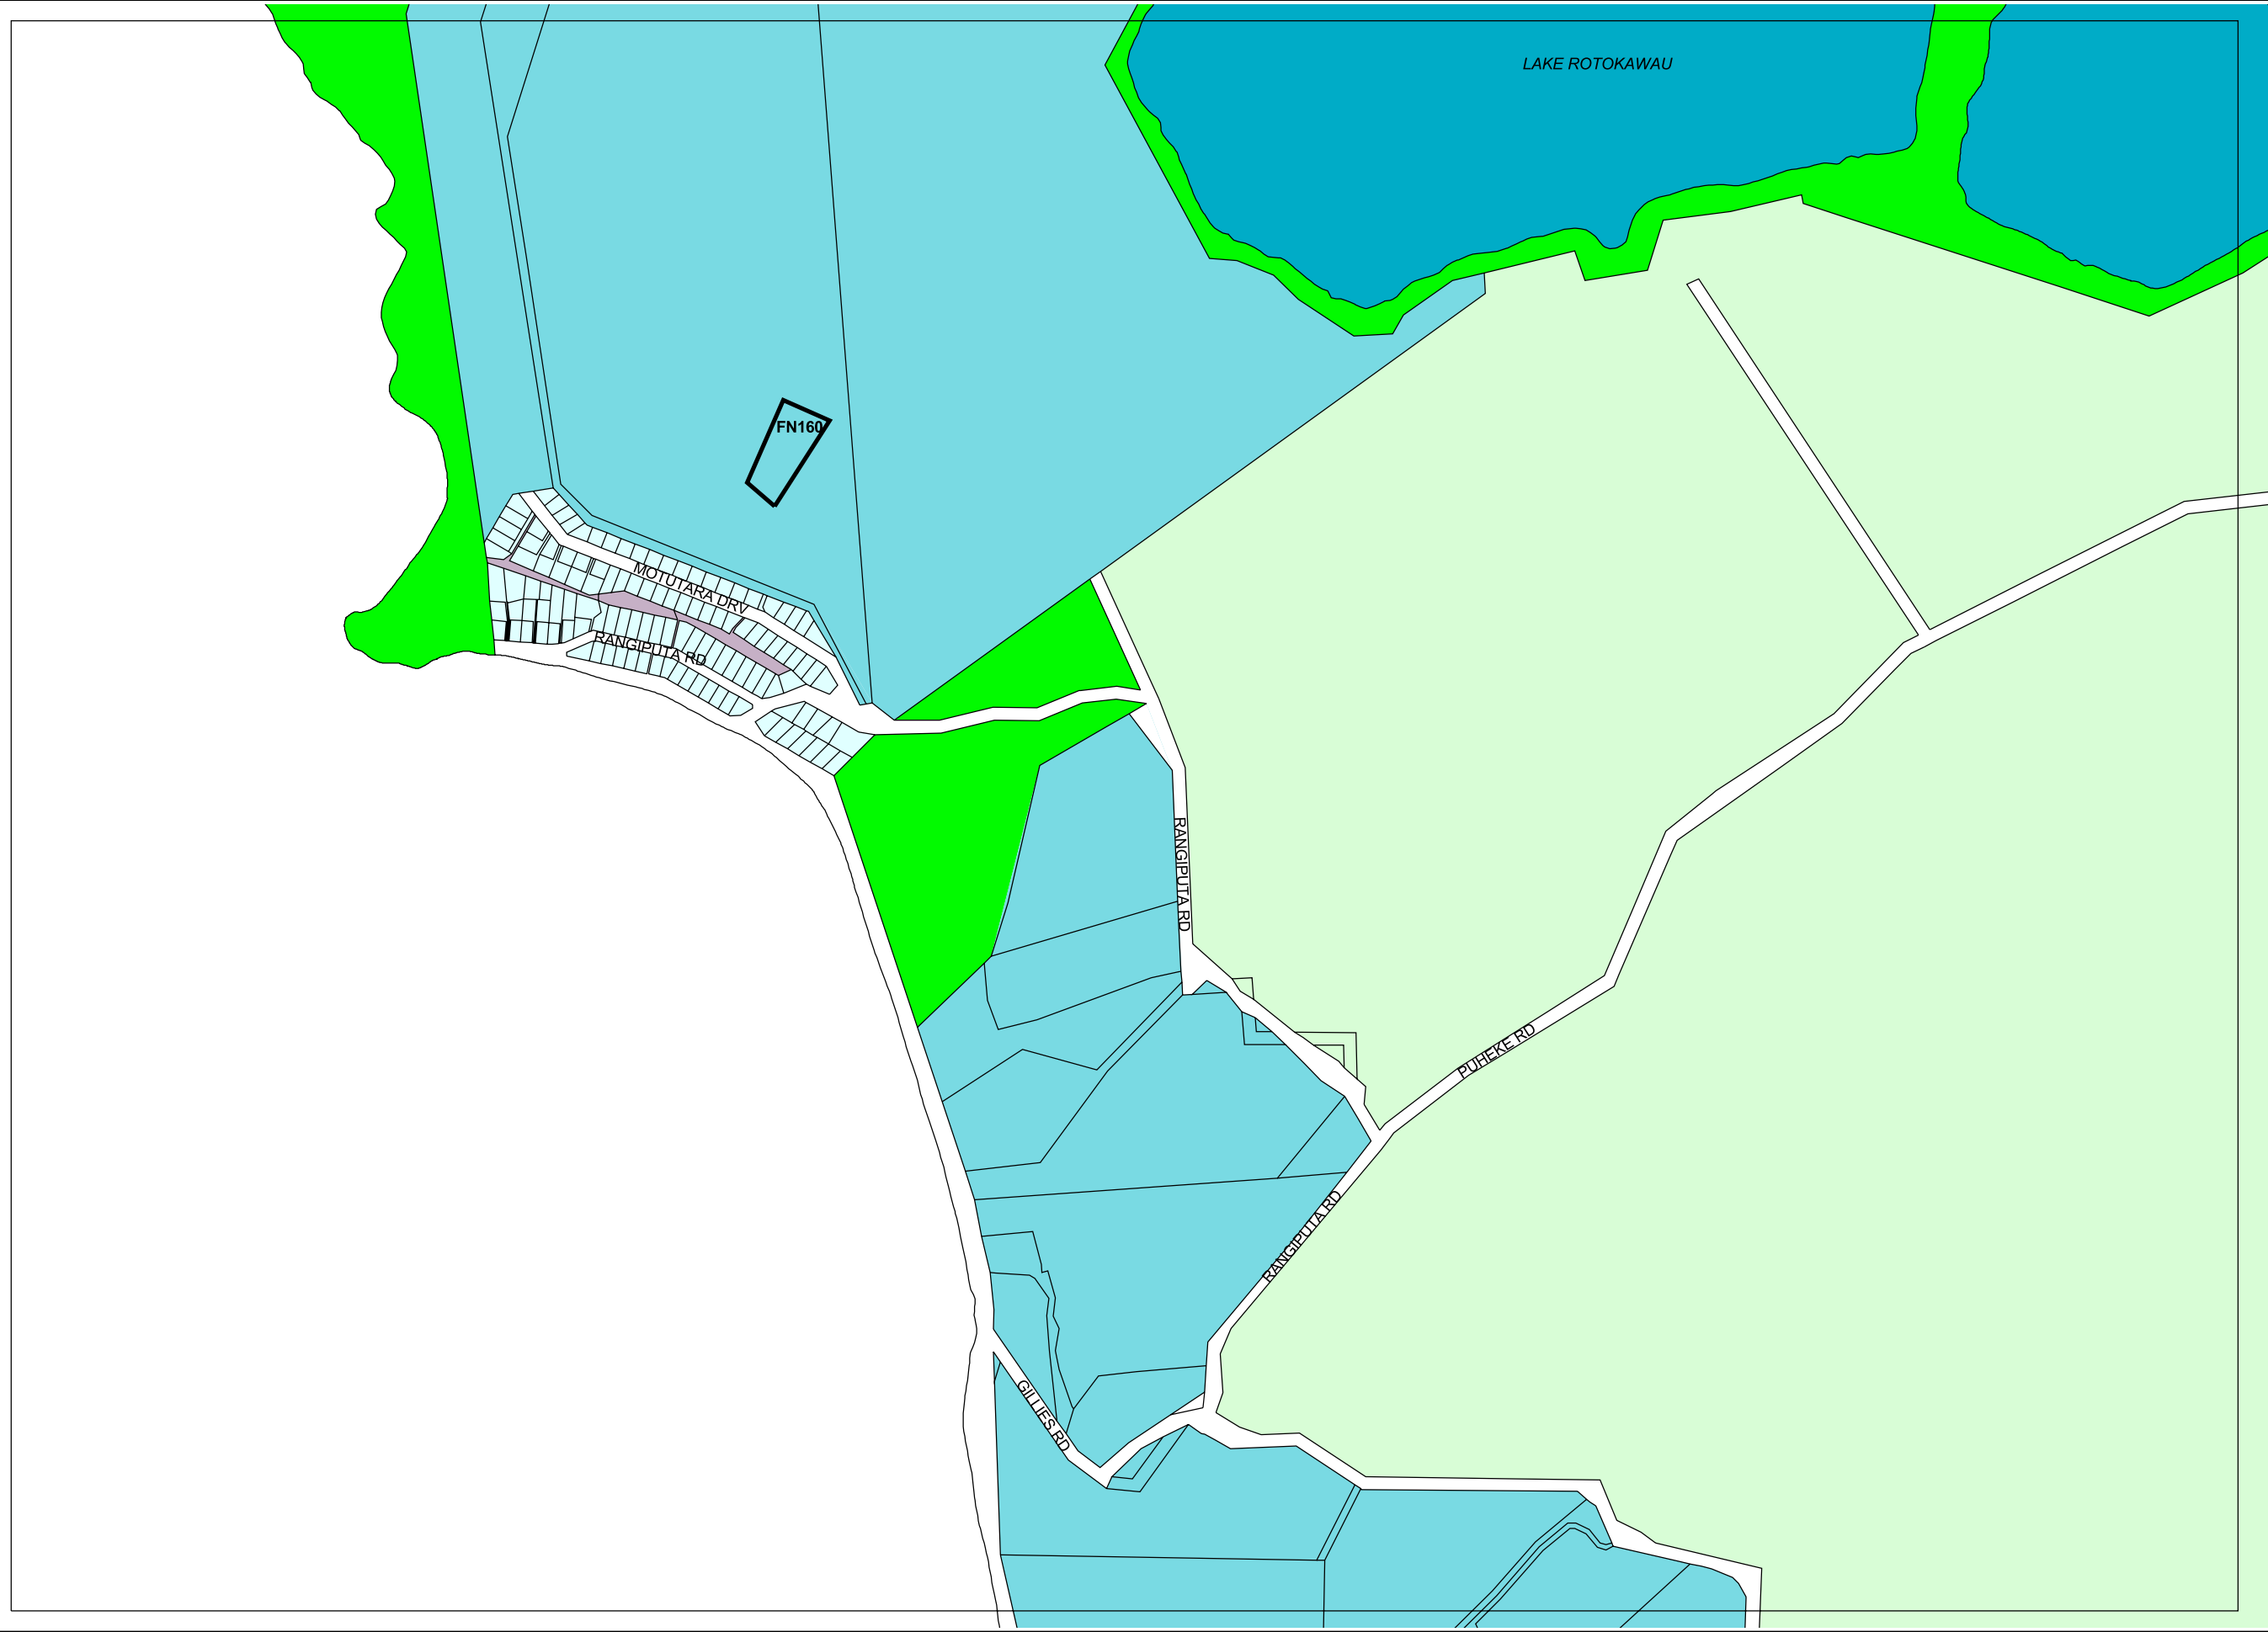 LAKE ROTOKAWAU
FN160
MOTUTARA DRV
RANGIPUTA RD
RANGIPUTA RD
PUHEKE RD
RANGIPUTA RD
GILLIES RD